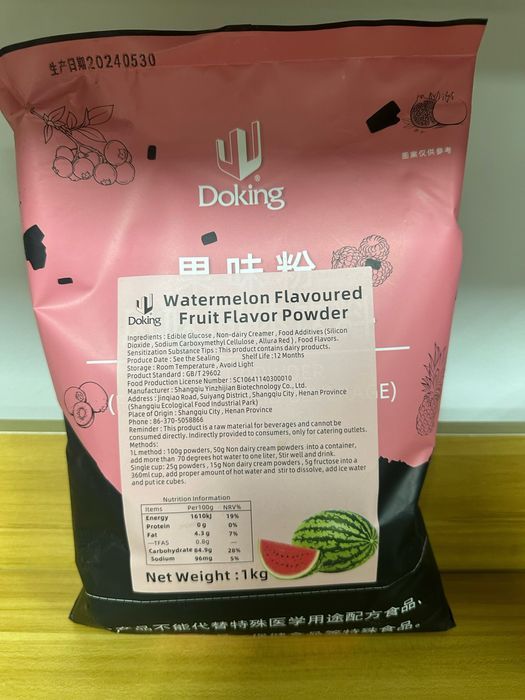 生产日期20240530
图案仅供参考
Doking
果味粉
E)
Doking
Watermelon Flavoured
Fruit Flavor Powder
Ingredients : Edible Glucose , Non-dairy Creamer , Food Additives (Silicon
Dioxide , Sodium Carboxymethyl Cellulose , Allura Red ) , Food Flavors.
Sensitization Substance Tips : This product contains dairy products.
Produce Date : See the Sealing Shelf Life : 12 Months
Storage : Room Temperature , Avoid Light
Product Standard : GB/T 29602
Food Production License Number : SC10641140300010
Manufacturer : Shangqiu Yinzhijian Biotechnology Co., Ltd.
Address : Jinqiao Road, Suiyang District , Shangqiu City , Henan Province
(Shangqiu Ecological Food Industrial Park)
Place of Origin : Shangqiu City , Henan Province
Phone : 86-370-5058866
Reminder : This product is a raw material for beverages and cannot be
consumed directly. Indirectly provided to consumers, only for catering outlets.
Methods:
1L method : 100g powders, 50g Non dairy cream powders into a container,
add more than 70 degrees hot water to one liter, Stir well and drink.
Single cup: 25g powders , 15g Non dairy cream powders , 5g fructose into a
360ml cup, add proper amount of hot water and stir to dissolve, add ice water
and put ice cubes.
Nutrition Information
Items Per100g NRV%
Energy 1610kJ 19%
Protein 0 g 0%
Fat 4.3 g 7%
—TFAS 0.8g —
Carbohydrate 84.9g 28%
Sodium 96mg 5%
Net Weight : 1kg
产品不能代替特殊医学用途配方食品、